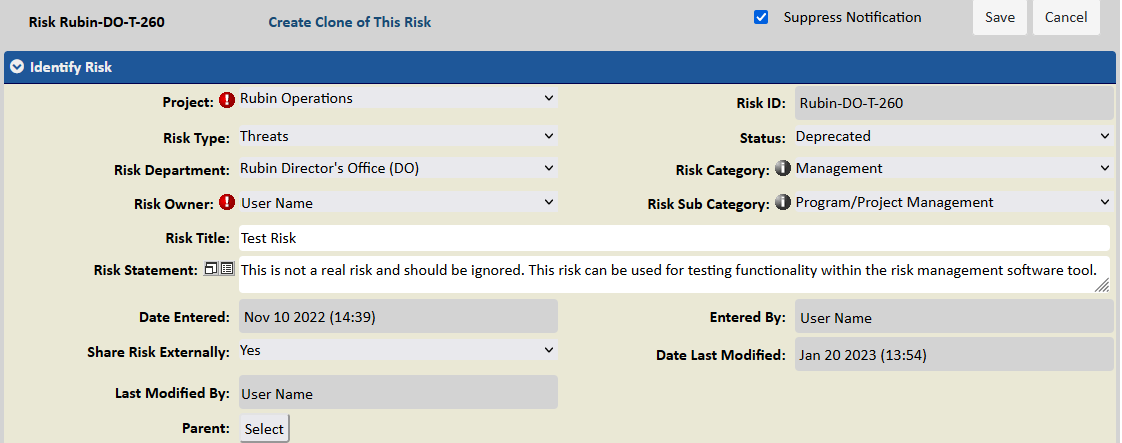 Risk Rubin-DO-T-260 Create Clone of This Risk Suppress Notification Save Cancel
Identify Risk
Project: Rubin Operations Risk ID: Rubin-DO-T-260
Risk Type: Threats Status: Deprecated
Risk Department: Rubin Director's Office (DO) Risk Category: Management
Risk Owner: User Name Risk Sub Category: Program/Project Management
Risk Title: Test Risk
Risk Statement: This is not a real risk and should be ignored. This risk can be used for testing functionality within the risk management software tool.
Date Entered: Nov 10 2022 (14:39) Entered By: User Name
Share Risk Externally: Yes Date Last Modified: Jan 20 2023 (13:54)
Last Modified By: User Name
Parent: Select